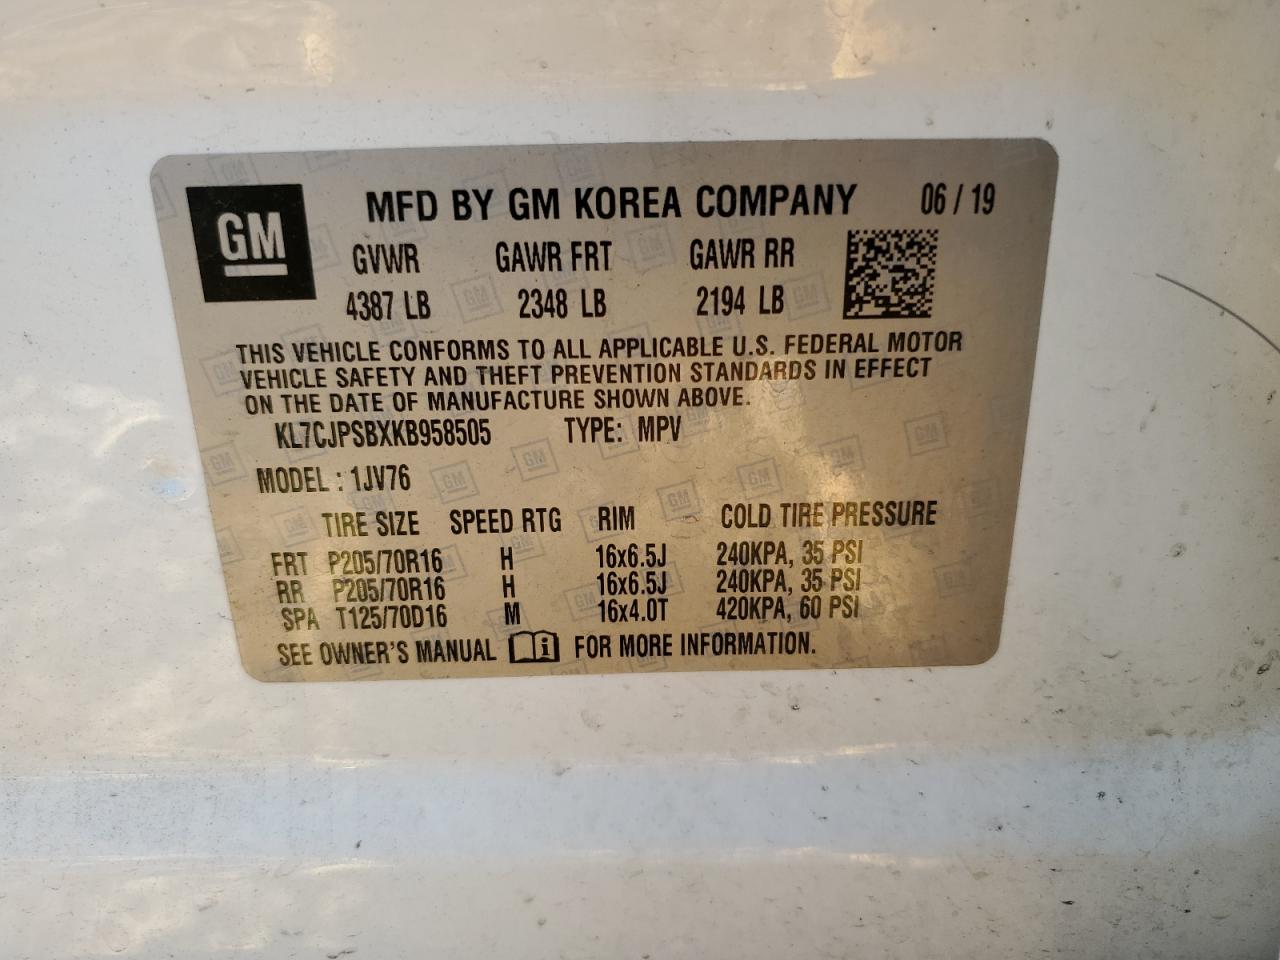 GM
MFD BY GM KOREA COMPANY 06 / 19
GVWR GAWR FRT GAWR RR
4387 LB 2348 LB 2194 LB
THIS VEHICLE CONFORMS TO ALL APPLICABLE U.S. FEDERAL MOTOR
VEHICLE SAFETY AND THEFT PREVENTION STANDARDS IN EFFECT
ON THE DATE OF MANUFACTURE SHOWN ABOVE.
KL7CJPSBXKB958505 TYPE: MPV
MODEL : 1JV76
TIRE SIZE SPEED RTG RIM COLD TIRE PRESSURE
FRT P205/70R16 H 16x6.5J 240KPA, 35 PSI
RR P205/70R16 H 16x6.5J 240KPA, 35 PSI
SPA T125/70D16 M 16x4.0T 420KPA, 60 PSI
SEE OWNER'S MANUAL FOR MORE INFORMATION.